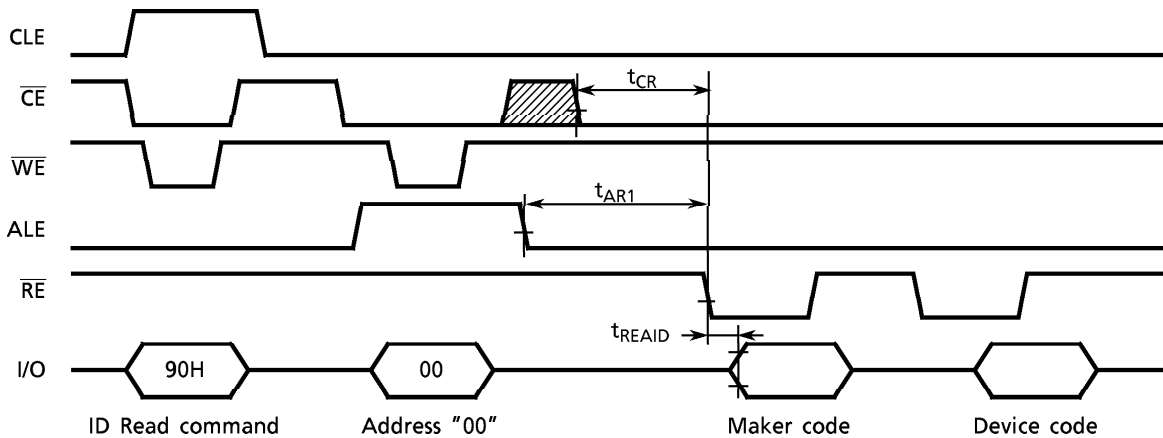 CLE
CE
tCR
WE
tAR1
ALE
RE
tREAID
I/O
90H
00
ID Read command
Address "00"
Maker code
Device code